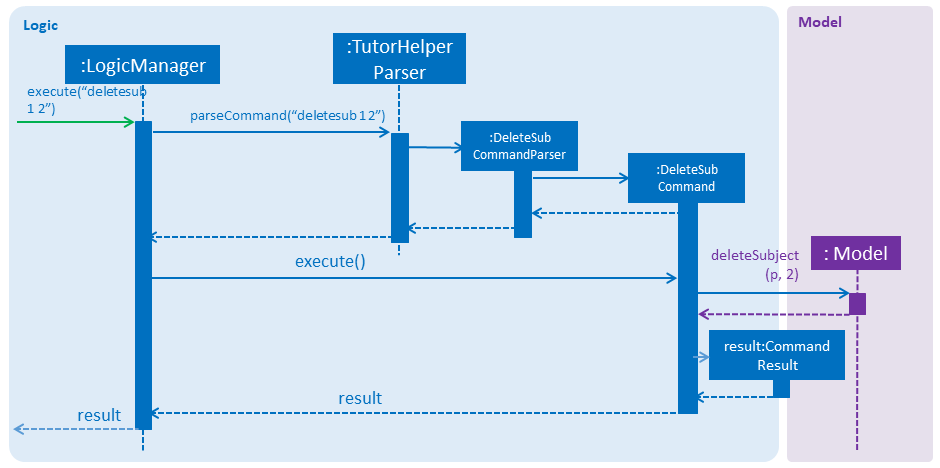 Logic
Model
:LogicManager
:TutorHelper
Parser
execute(“deletesub
1 2”)
parseCommand(“deletesub 1 2”)
:DeleteSub
CommandParser
:DeleteSub
Command
execute()
deleteSubject
(p, 2)
: Model
result:Command
Result
result
result